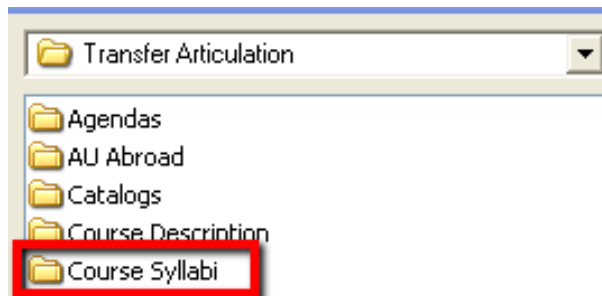 Transfer Articulation
Agendas
AU Abroad
Catalogs
Course Description
Course Syllabi